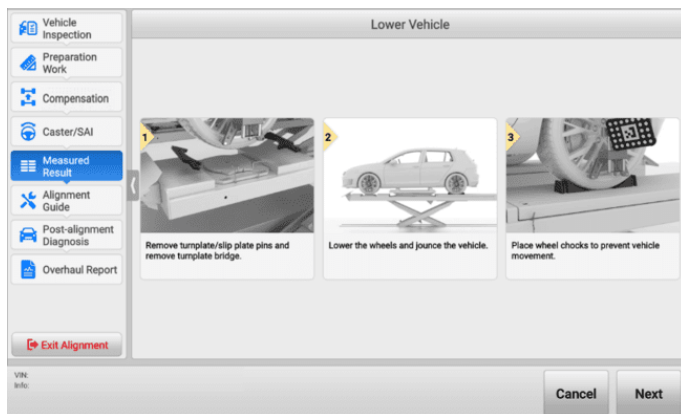 Vehicle
Inspection
Preparation
Work
Compensation
Caster/SAI
Measured
Result
Alignment
Guide
Post-alignment
Diagnosis
Overhaul Report
Exit Alignment
Lower Vehicle
1
Remove turnplate/slip plate pins and
remove turnplate bridge.
2
Lower the wheels and jounce the vehicle.
3
Place wheel chocks to prevent vehicle
movement.
VIN:
Info:
Cancel
Next